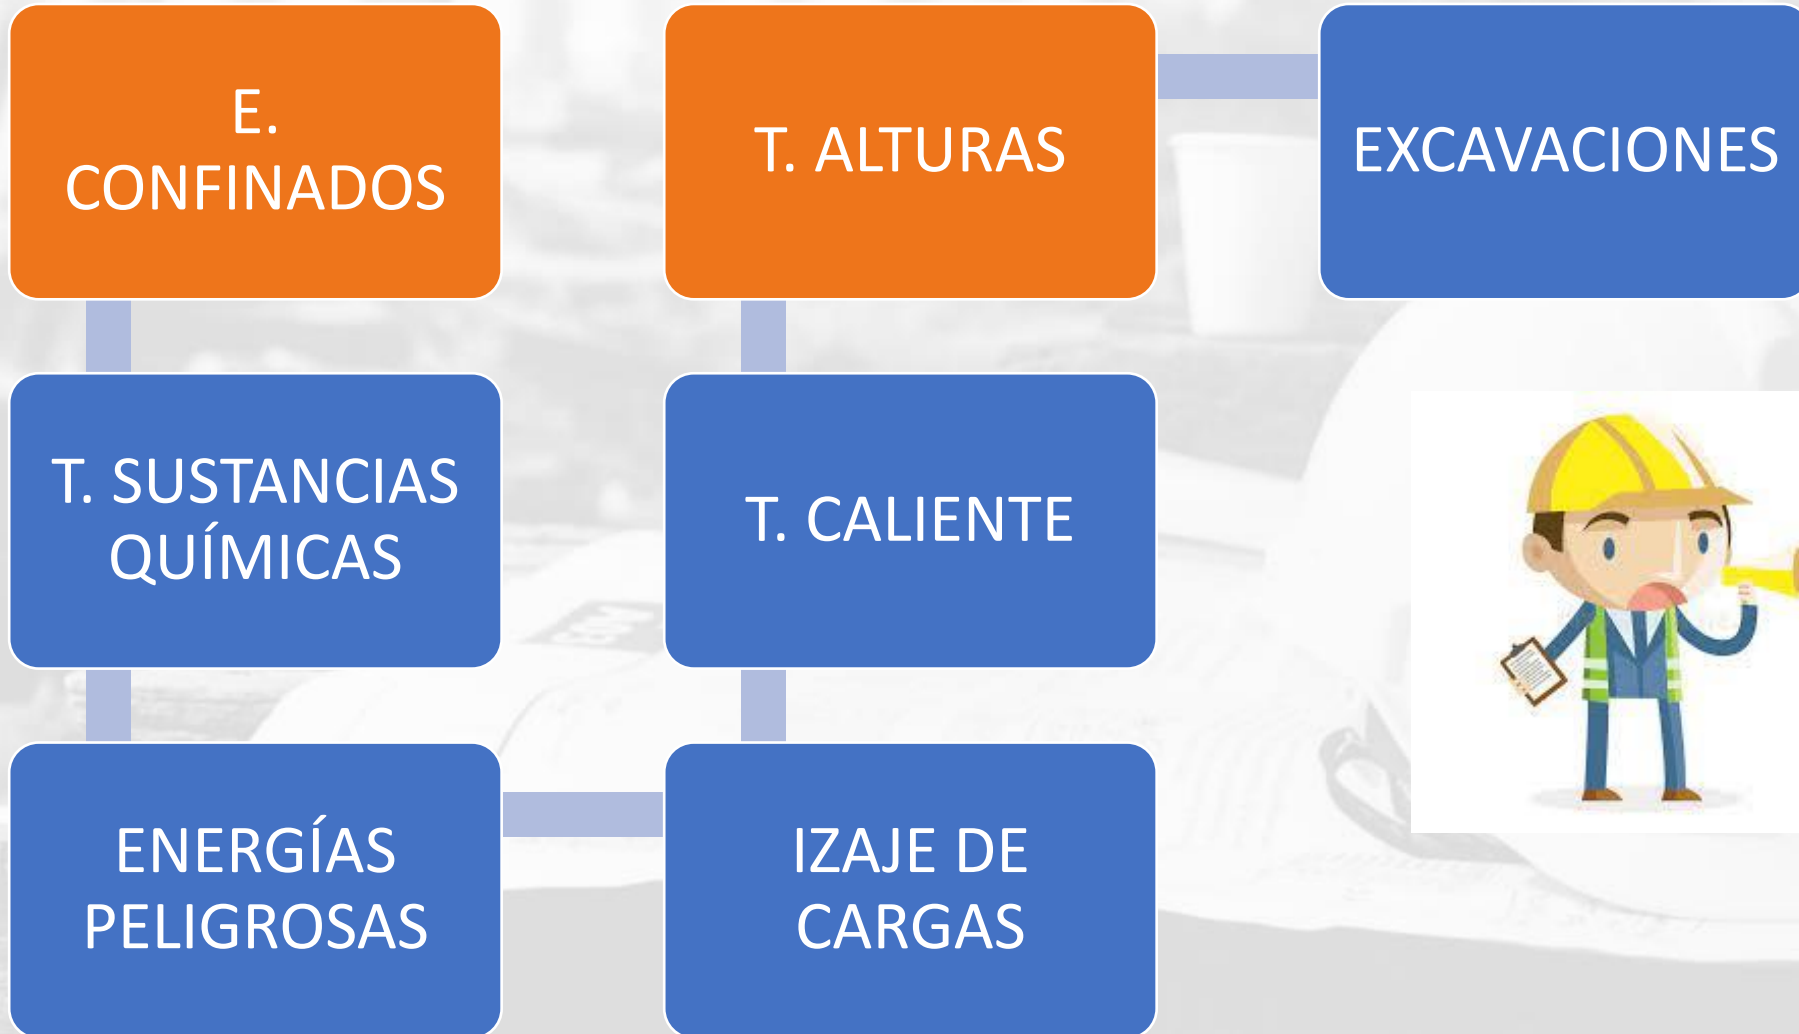 E.
CONFINADOS
T. SUSTANCIAS
QUÍMICAS
ENERGÍAS
PELIGROSAS
IZAJE DE
CARGAS
T. CALIENTE
T. ALTURAS
EXCAVACIONES